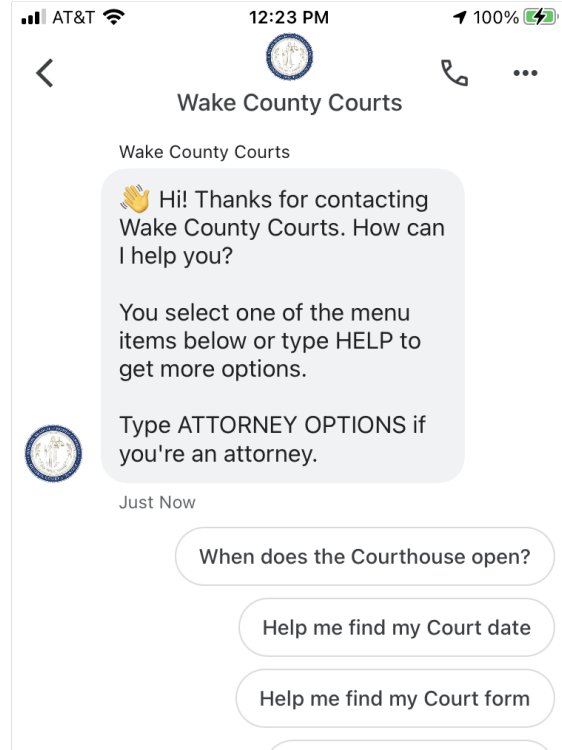 AT&T 12:23 PM 100%
Wake County Courts
Wake County Courts
👋 Hi! Thanks for contacting
Wake County Courts. How can
I help you?
You select one of the menu
items below or type HELP to
get more options.
Type ATTORNEY OPTIONS if
you're an attorney.
Just Now
When does the Courthouse open?
Help me find my Court date
Help me find my Court form